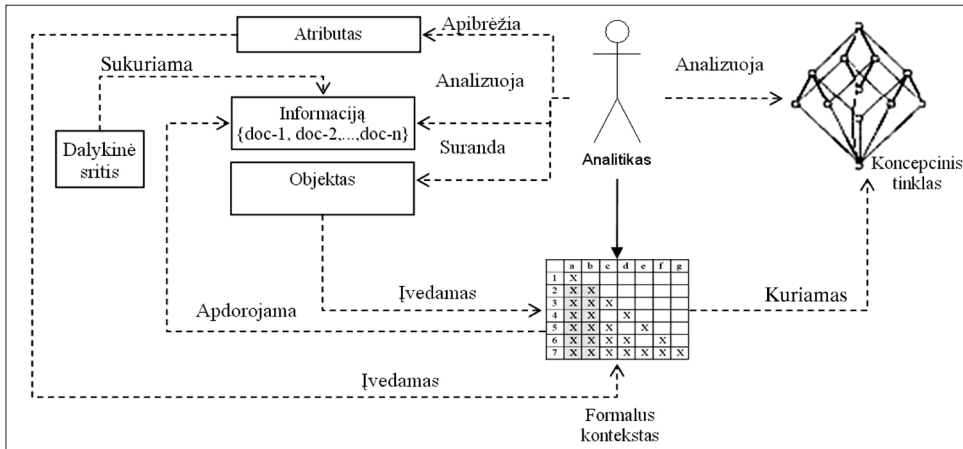 Atributas
Apibrėžia
Sukuriama
Analizuoja
Analizuoja
Informaciją
{doc-1, doc-2,...,doc-n}
Dalykinė
sritis
Suranda
Analitikas
Objektas
Koncepcinis
tinklas
a b c d e f g
1 X
2 X X
3 X X X
4 X X X
5 X X X X
6 X X X X X
7 X X X X X X X
Įvedamas
Kuriamas
Apdorojama
Įvedamas
Formalus
kontekstas